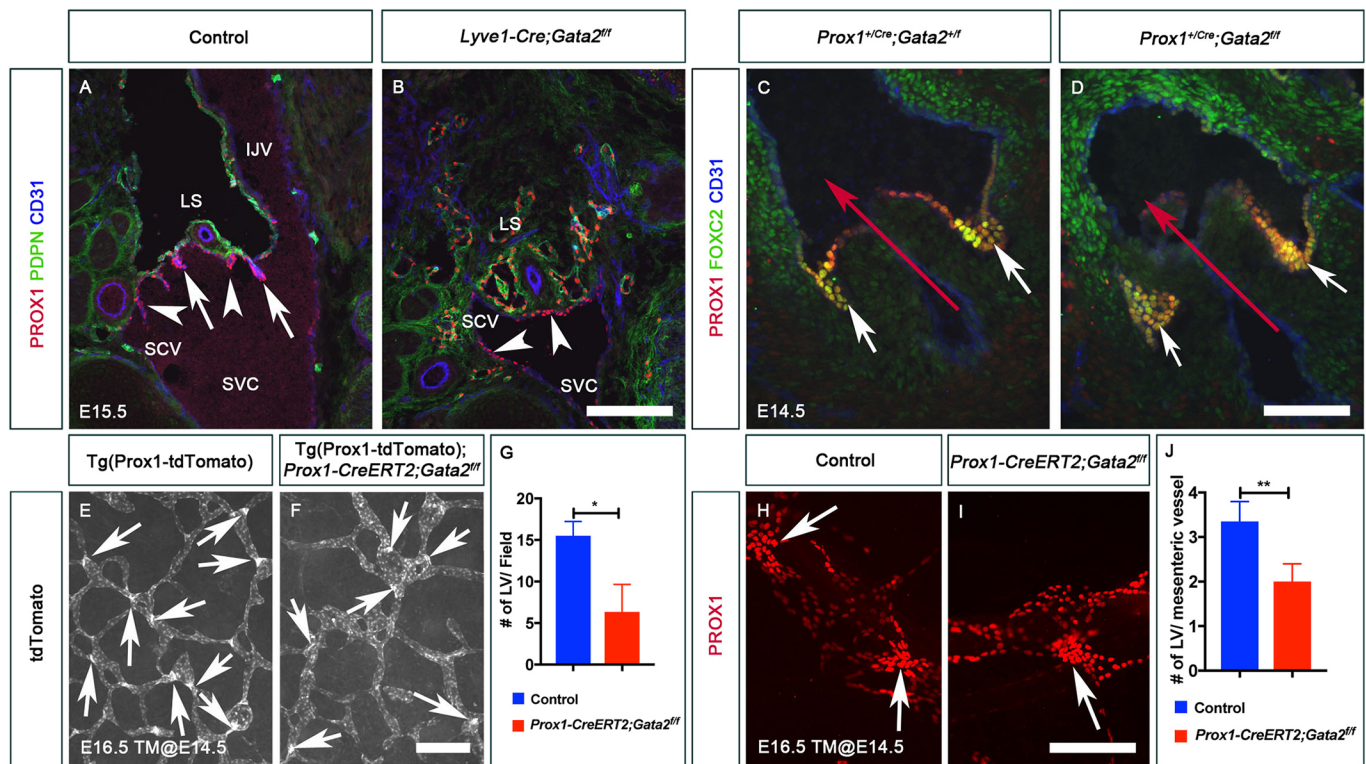 Control
Lyve1-Cre;Gata2f/f
Prox1+/Cre;Gata2+/f
Prox1+/Cre;Gata2f/f
PROX1 PDPN CD31
A
IJV
LS
SCV
SVC
E15.5
B
LS
SCV
SVC
PROX1 FOXC2 CD31
C
E14.5
D
Tg(Prox1-tdTomato)
Tg(Prox1-tdTomato);
Prox1-CreERT2;Gata2f/f
tdTomato
E
E16.5 TM@E14.5
F
G
# of LV/ Field
20
15
10
5
0
*
Control
Prox1-CreERT2;Gata2f/f
Control
Prox1-CreERT2;Gata2f/f
PROX1
H
E16.5 TM@E14.5
I
J
# of LV/ mesenteric vessel
4
3
2
1
0
**
Control
Prox1-CreERT2;Gata2f/f